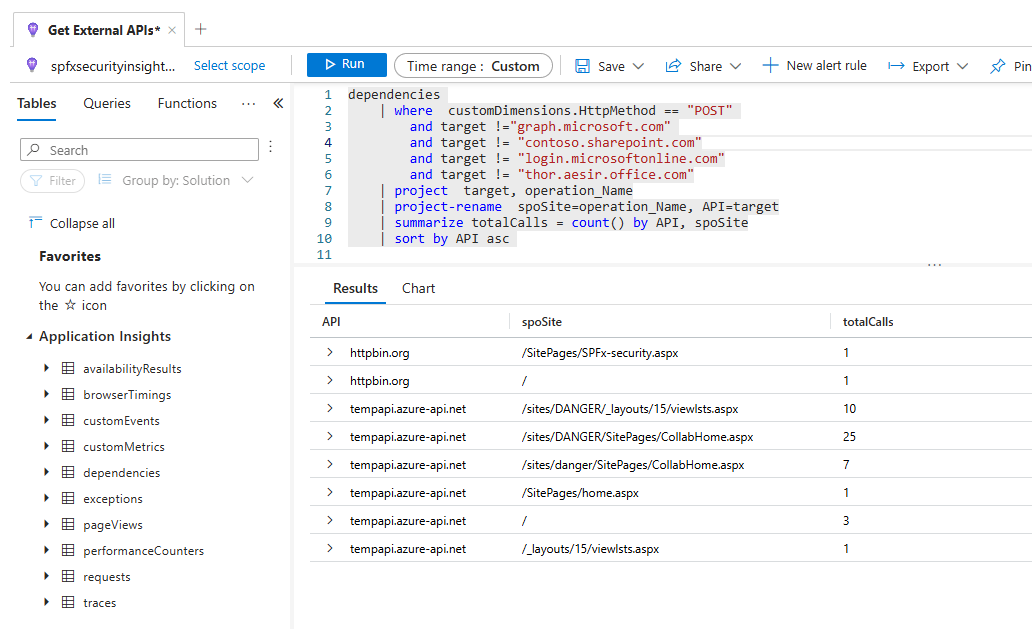 Get External APIs*
spfxsecurityinsight... Select scope Run Time range : Custom Save Share New alert rule Export Pin
Tables Queries Functions ...
Search
Filter Group by: Solution
Collapse all
Favorites
You can add favorites by clicking on
the ☆ icon
Application Insights
availabilityResults
browserTimings
customEvents
customMetrics
dependencies
exceptions
pageViews
performanceCounters
requests
traces
1 dependencies
2 | where customDimensions.HttpMethod == "POST"
3 and target !="graph.microsoft.com"
4 and target != "contoso.sharepoint.com"
5 and target != "login.microsoftonline.com"
6 and target != "thor.aesir.office.com"
7 | project target, operation_Name
8 | project-rename spoSite=operation_Name, API=target
9 | summarize totalCalls = count() by API, spoSite
10 | sort by API asc
11
Results Chart
API spoSite totalCalls
httpbin.org /SitePages/SPFx-security.aspx 1
httpbin.org / 1
tempapi.azure-api.net /sites/DANGER/_layouts/15/viewlsts.aspx 10
tempapi.azure-api.net /sites/DANGER/SitePages/CollabHome.aspx 25
tempapi.azure-api.net /sites/danger/SitePages/CollabHome.aspx 7
tempapi.azure-api.net /SitePages/home.aspx 1
tempapi.azure-api.net / 3
tempapi.azure-api.net /_layouts/15/viewlsts.aspx 1